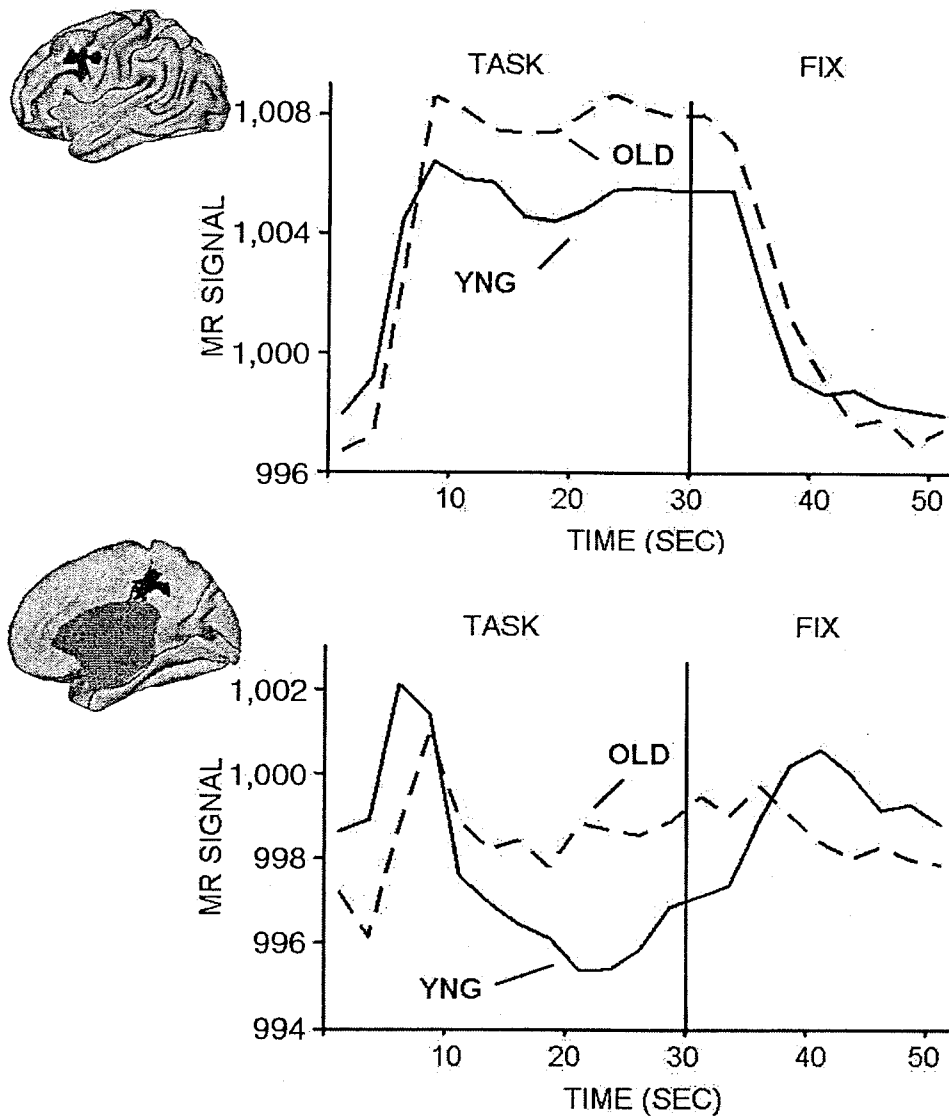 TASK FIX
1,008
1,004
1,000
996
MR SIGNAL
OLD
YNG
10 20 30 40 50
TIME (SEC)
TASK FIX
1,002
1,000
998
996
994
MR SIGNAL
OLD
YNG
10 20 30 40 50
TIME (SEC)